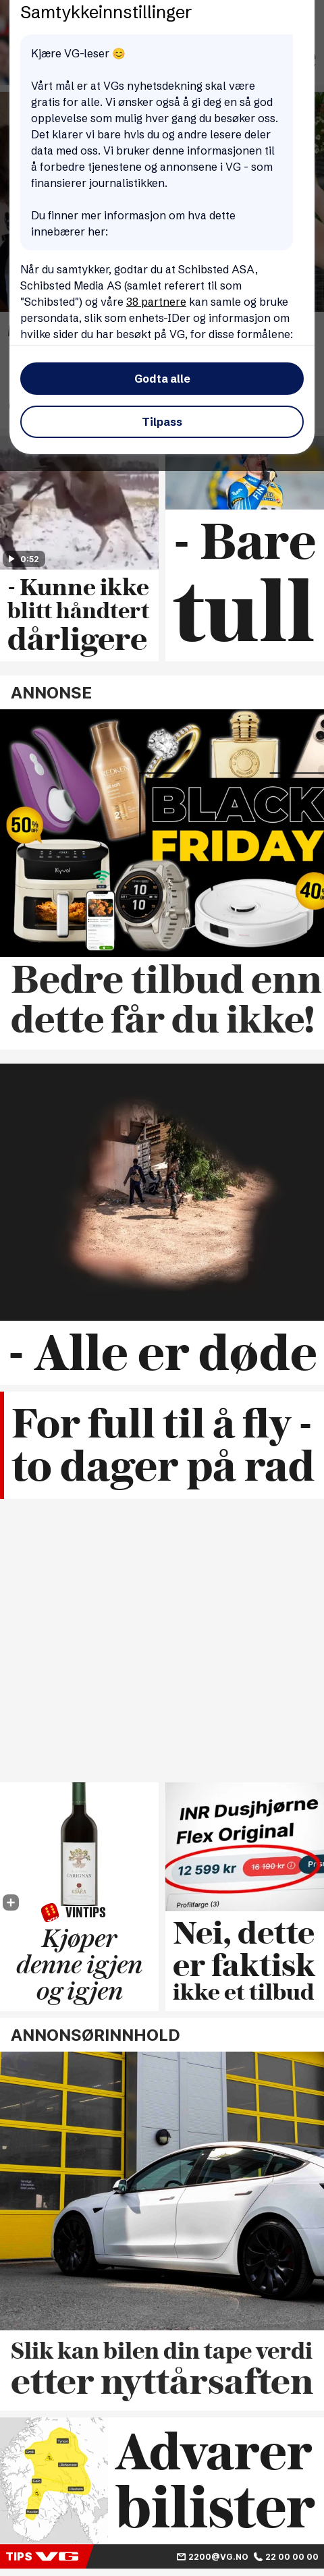 Samtykkeinnstillinger
Kjære VG-leser 😊
Vårt mål er at VGs nyhetsdekning skal være
gratis for alle. Vi ønsker også å gi deg en så god
opplevelse som mulig hver gang du besøker oss.
Det klarer vi bare hvis du og andre lesere deler
data med oss. Vi bruker denne informasjonen til
å forbedre tjenestene og annonsene i VG - som
finansierer journalistikken.
Du finner mer informasjon om hva dette
innebærer her:
Når du samtykker, godtar du at Schibsted ASA,
Schibsted Media AS (samlet referert til som
"Schibsted") og våre 38 partnere kan samle og bruke
persondata, slik som enhets-IDer og informasjon om
hvilke sider du har besøkt på VG, for disse formålene:
Godta alle
Tilpass
0:52
- Kunne ikke
blitt håndtert
dårligere
- Bare
tull
ANNONSE
BLACK
FRIDAY
50%
40%
Bedre tilbud enn
dette får du ikke!
- Alle er døde
For full til å fly -
to dager på rad
VINTIPS
Kjøper
denne igjen
og igjen
INR Dusjhjørne
Flex Original
12 599 kr
16 190 kr
Profilfarge (3)
Nei, dette
er faktisk
ikke et tilbud
ANNONSØRINNHOLD
Slik kan bilen din tape verdi
etter nyttårsaften
Advarer
bilister
TIPS VG
2200@VG.NO 22 00 00 00